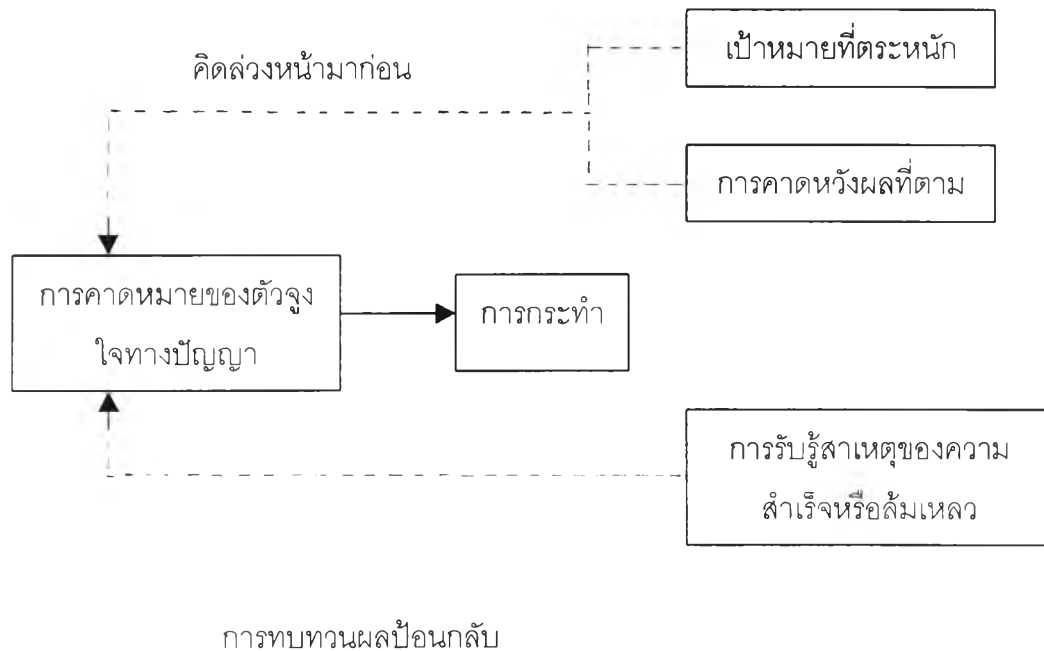 เป้าหมายที่ตระหนัก
คิดล่วงหน้ามาก่อน
การคาดหวังผลที่ตาม
การคาดหมายของตัวจูง
ใจทางปัญญา
การกระทำ
การรับรู้สาเหตุของความ
สำเร็จหรือล้มเหลว
การทบทวนผลป้อนกลับ